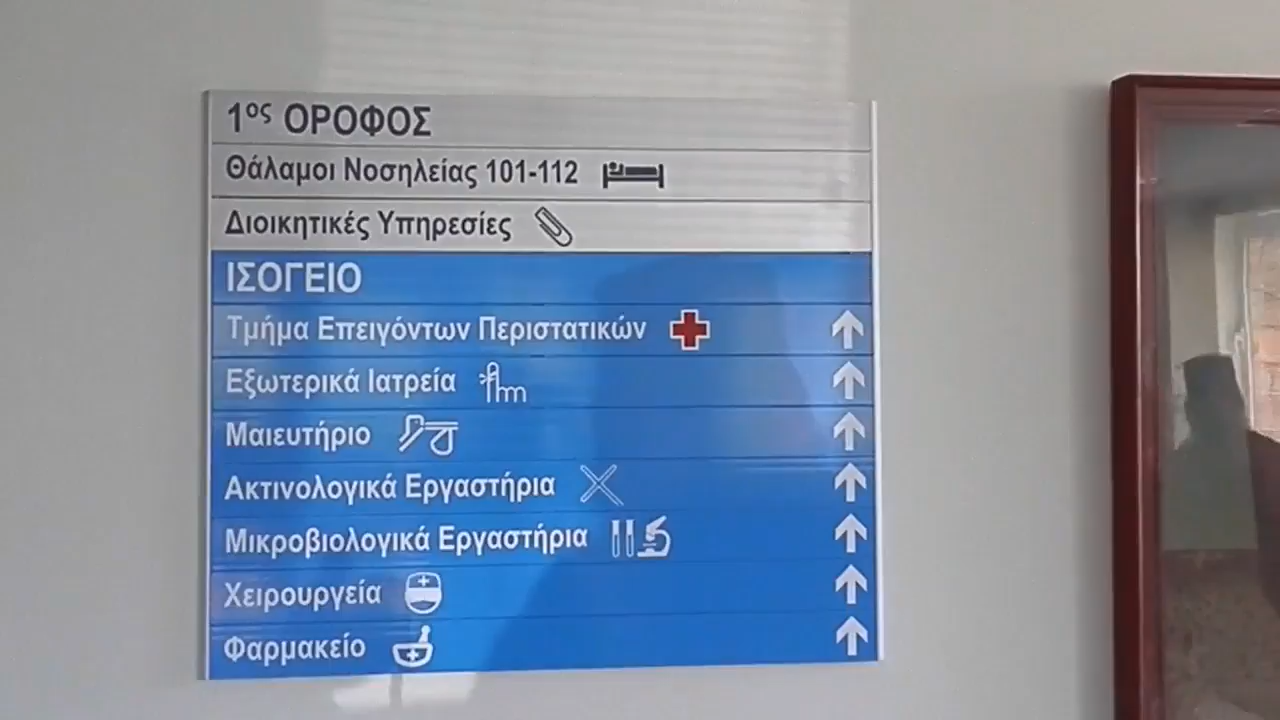 1ος ΟΡΟΦΟΣ
Θάλαμοι Νοσηλείας 101-112
Διοικητικές Υπηρεσίες
ΙΣΟΓΕΙΟ
Τμήμα Επειγόντων Περιστατικών
Εξωτερικά Ιατρεία
Μαιευτήριο
Ακτινολογικά Εργαστήρια
Μικροβιολογικά Εργαστήρια
Χειρουργεία
Φαρμακείο